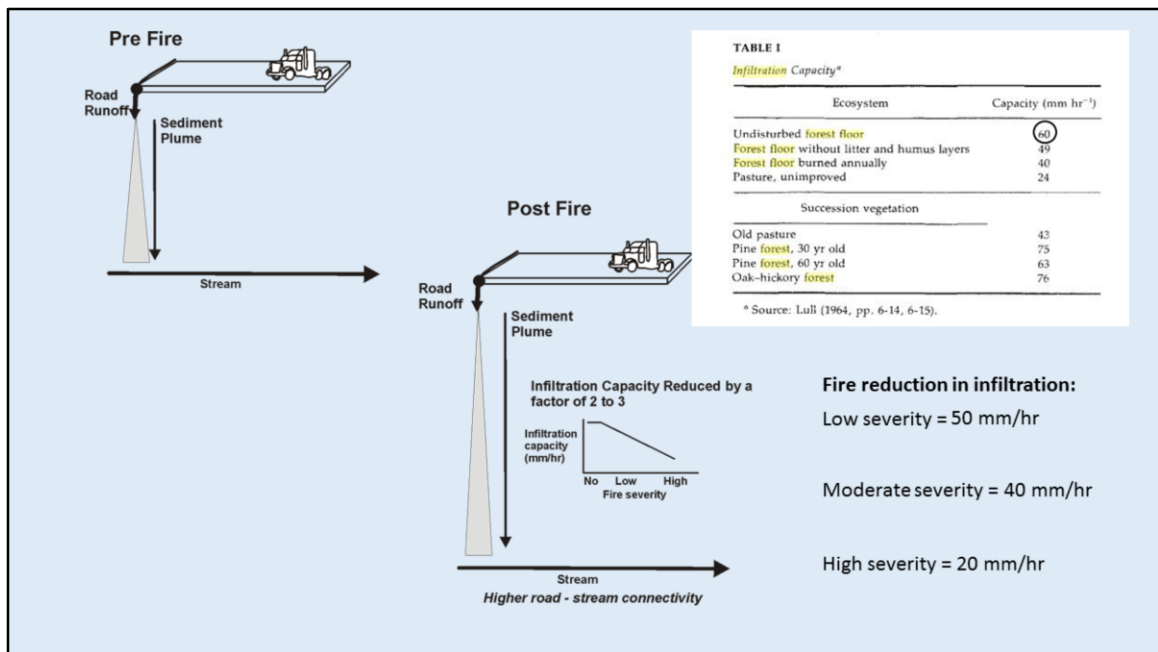 Pre Fire
Road
Runoff
Sediment
Plume
Stream
Post Fire
Road
Runoff
Sediment
Plume
Infiltration Capacity Reduced by a
factor of 2 to 3
Infiltration
capacity
(mm/hr)
No Low High
Fire severity
Stream
Higher road - stream connectivity
TABLE I
Infiltration Capacityᵃ
Ecosystem Capacity (mm hr⁻¹)
Undisturbed forest floor 60
Forest floor without litter and humus layers 49
Forest floor burned annually 40
Pasture, unimproved 24
Succession vegetation
Old pasture 43
Pine forest, 30 yr old 75
Pine forest, 60 yr old 63
Oak–hickory forest 76
ᵃ Source: Lull (1964, pp. 6-14, 6-15).
Fire reduction in infiltration:
Low severity = 50 mm/hr
Moderate severity = 40 mm/hr
High severity = 20 mm/hr